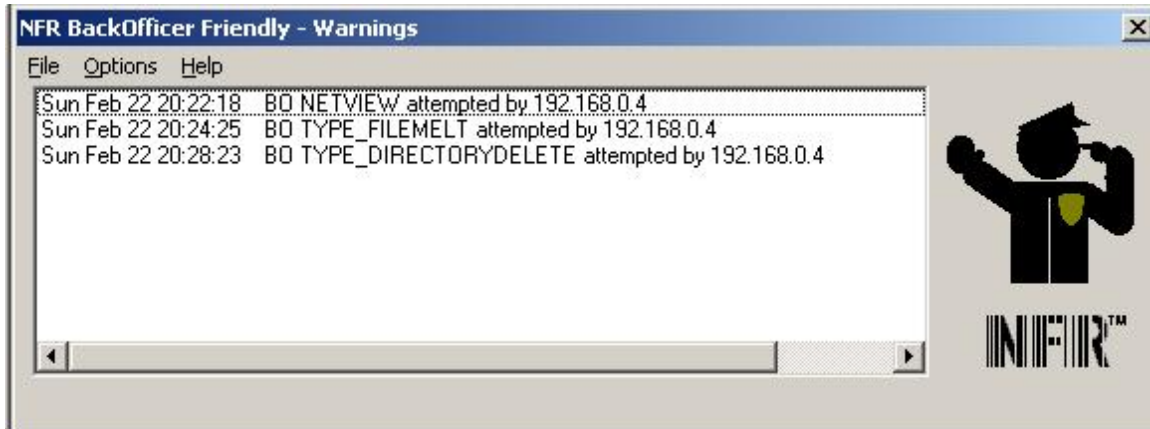 NFR BackOfficer Friendly - Warnings
File Options Help
Sun Feb 22 20:22:18 BO NETVIEW attempted by 192.168.0.4
Sun Feb 22 20:24:25 BO TYPE_FILEMELT attempted by 192.168.0.4
Sun Feb 22 20:28:23 BO TYPE_DIRECTORYDELETE attempted by 192.168.0.4
NFR™